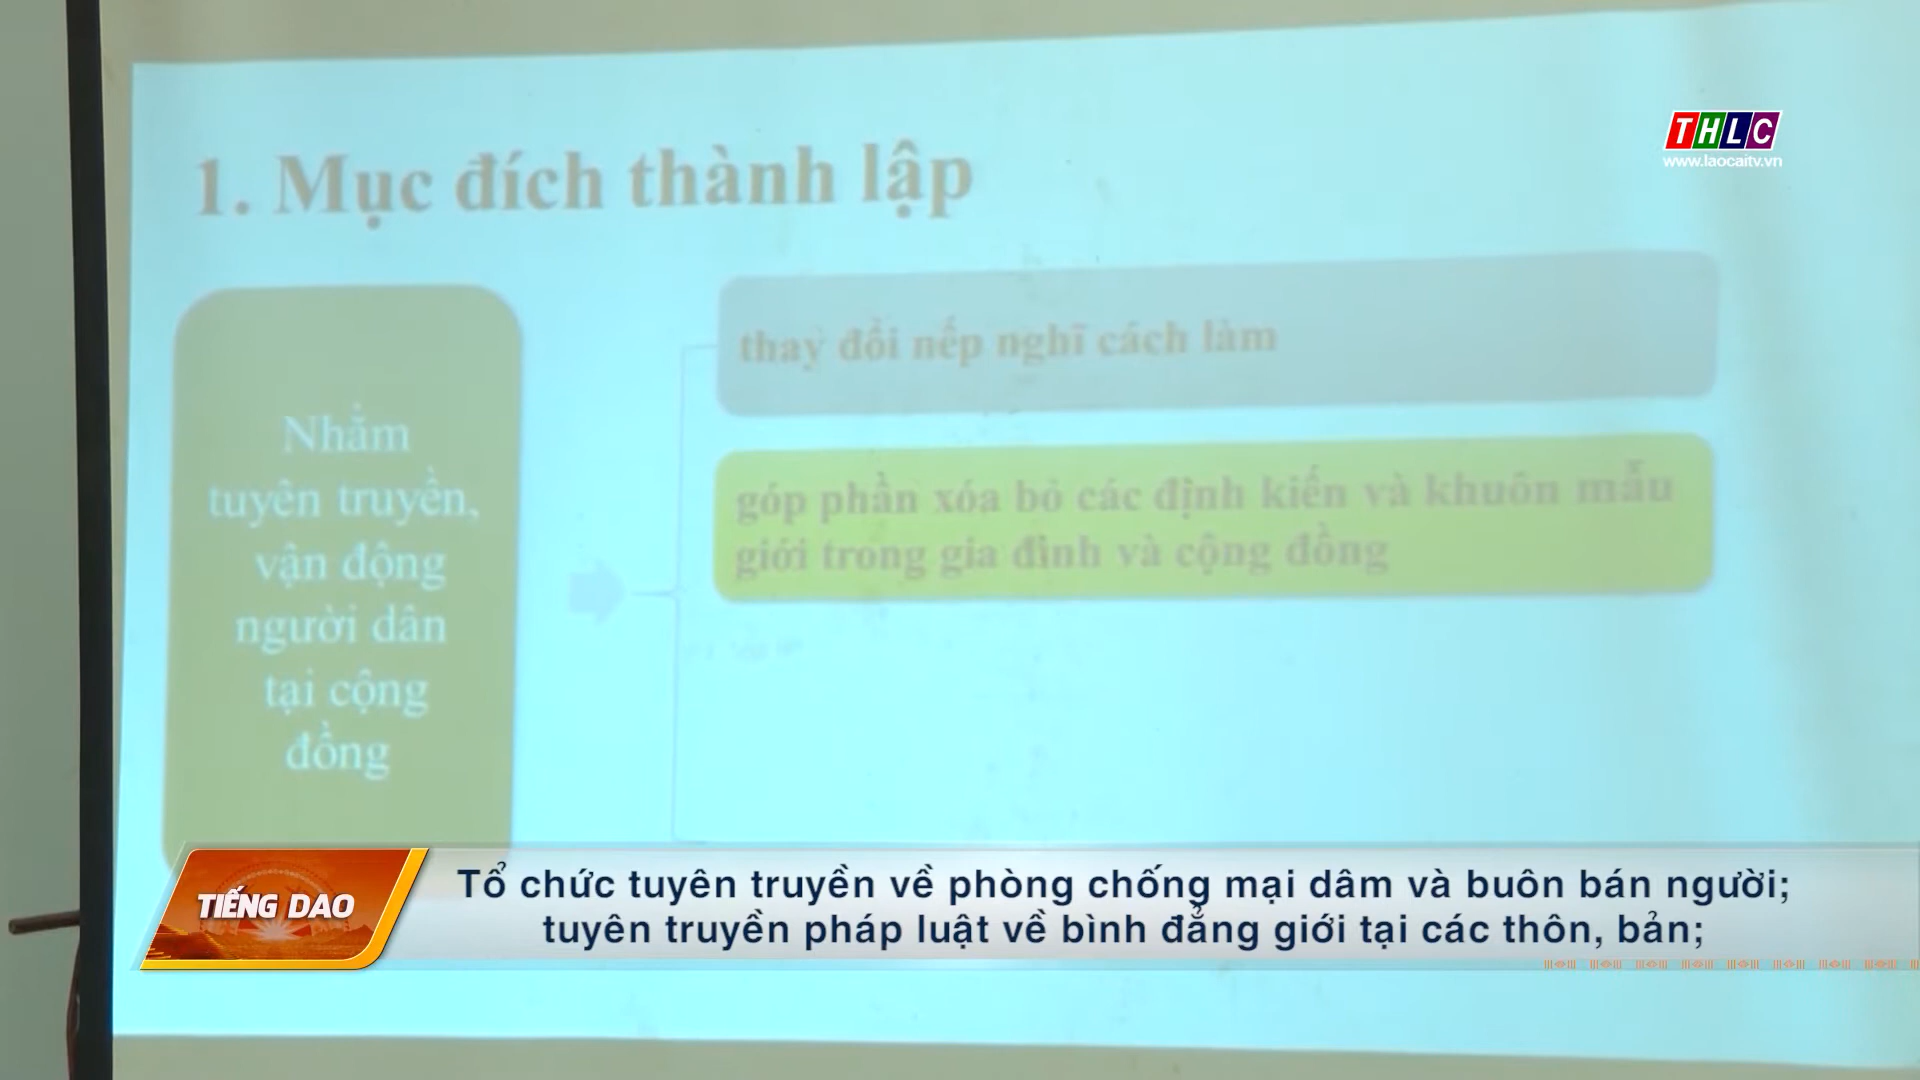 THLC
www.laocaitv.vn
1. Mục đích thành lập
thay đổi nếp nghĩ cách làm
góp phần xóa bỏ các định kiến và khuôn mẫu
giới trong gia đình và cộng đồng
Nhằm
tuyên truyền,
vận động
người dân
tại cộng
đồng
TIẾNG DAO
Tổ chức tuyên truyền về phòng chống mại dâm và buôn bán người;
tuyên truyền pháp luật về bình đẳng giới tại các thôn, bản;